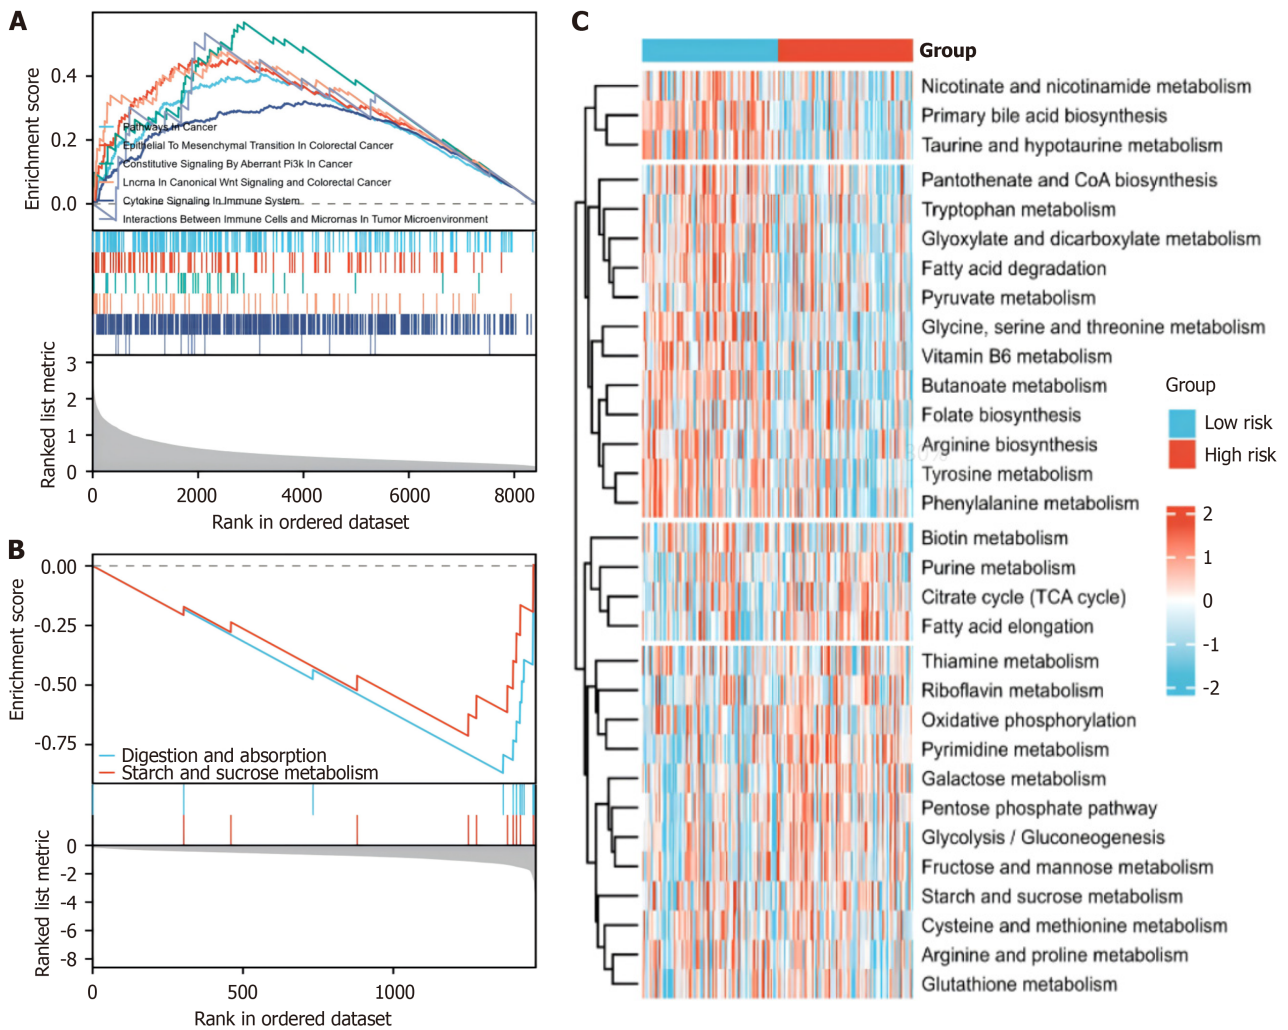 A
Enrichment score
0.4
0.2
0.0
Pathways In Cancer
Epithelial To Mesenchymal Transition In Colorectal Cancer
Constitutive Signaling By Aberrant Pi3k In Cancer
Lncrna In Canonical Wnt Signaling and Colorectal Cancer
Cytokine Signaling In Immune System
Interactions Between Immune Cells and Micrornas In Tumor Microenvironment
Ranked list metric
3
2
1
0
0 2000 4000 6000 8000
Rank in ordered dataset
B
Enrichment score
0.00
-0.25
-0.50
-0.75
Digestion and absorption
Starch and sucrose metabolism
Ranked list metric
0
-2
-4
-6
-8
0 500 1000
Rank in ordered dataset
C
Group
Nicotinate and nicotinamide metabolism
Primary bile acid biosynthesis
Taurine and hypotaurine metabolism
Pantothenate and CoA biosynthesis
Tryptophan metabolism
Glyoxylate and dicarboxylate metabolism
Fatty acid degradation
Pyruvate metabolism
Glycine, serine and threonine metabolism
Vitamin B6 metabolism
Butanoate metabolism
Folate biosynthesis
Arginine biosynthesis
Tyrosine metabolism
Phenylalanine metabolism
Biotin metabolism
Purine metabolism
Citrate cycle (TCA cycle)
Fatty acid elongation
Thiamine metabolism
Riboflavin metabolism
Oxidative phosphorylation
Pyrimidine metabolism
Galactose metabolism
Pentose phosphate pathway
Glycolysis / Gluconeogenesis
Fructose and mannose metabolism
Starch and sucrose metabolism
Cysteine and methionine metabolism
Arginine and proline metabolism
Glutathione metabolism
Group
Low risk
High risk
2
1
0
-1
-2